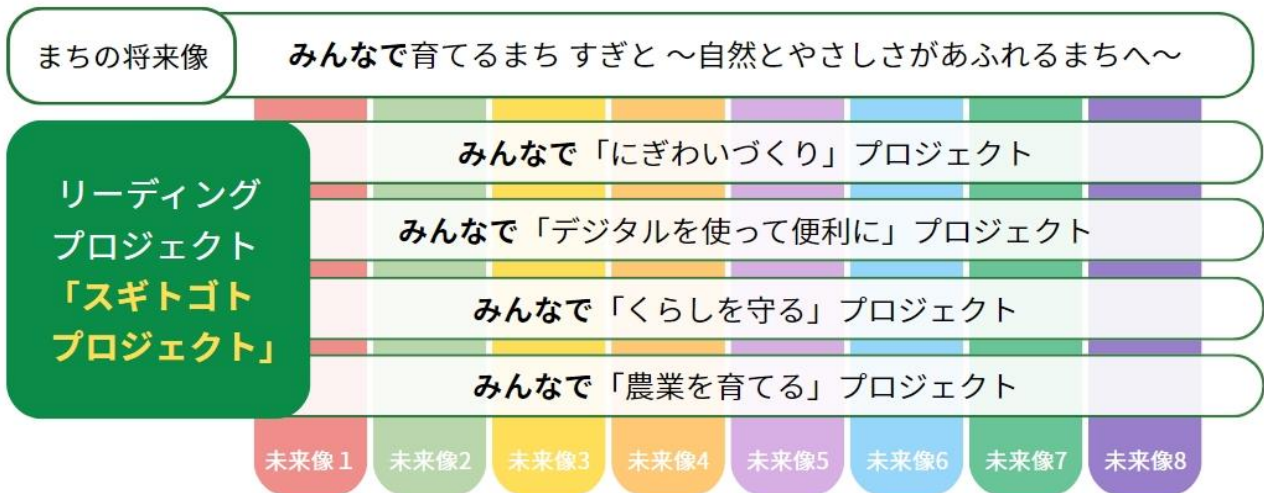 まちの将来像
みんなで育てるまち すぎと ～自然とやさしさがあふれるまちへ～
リーディング
プロジェクト
「スギトゴト
プロジェクト」
みんなで「にぎわいづくり」プロジェクト
みんなで「デジタルを使って便利に」プロジェクト
みんなで「くらしを守る」プロジェクト
みんなで「農業を育てる」プロジェクト
未来像１
未来像2
未来像3
未来像4
未来像5
未来像6
未来像7
未来像8